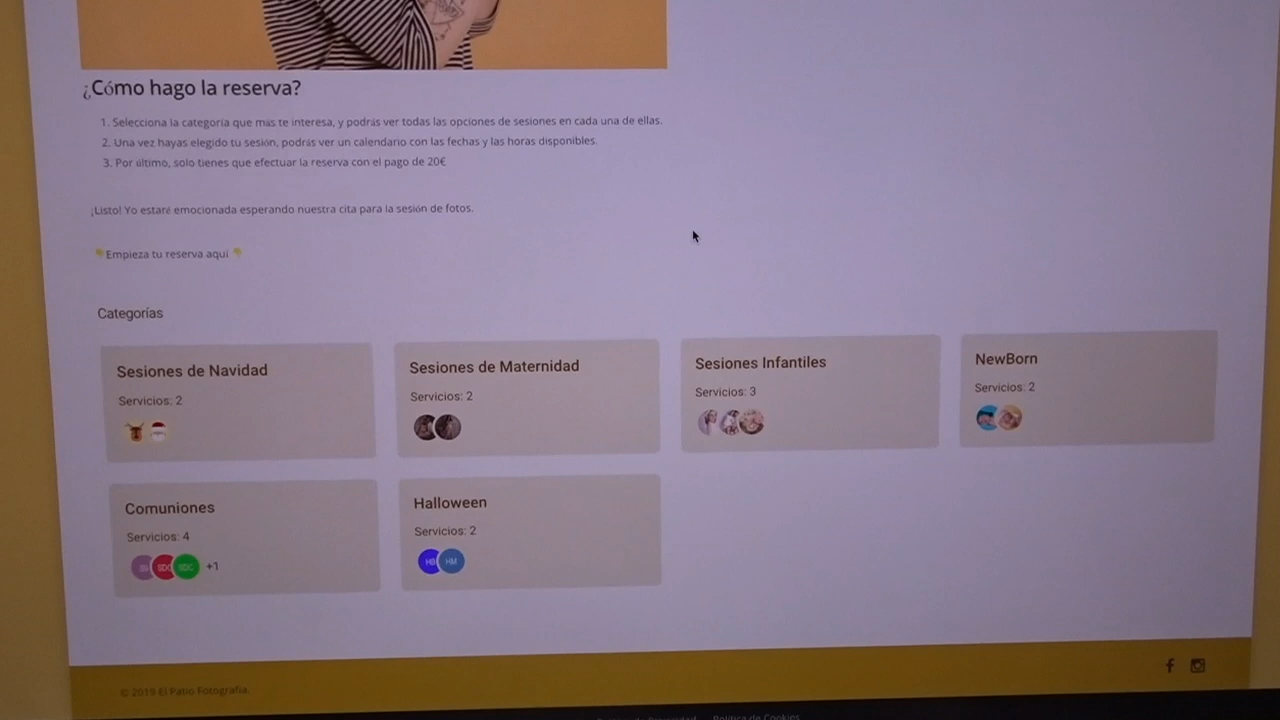 ¿Cómo hago la reserva?
1. Selecciona la categoría que más te interesa, y podrás ver todas las opciones de sesiones en cada una de ellas.
2. Una vez hayas elegido tu sesión, podrás ver un calendario con las fechas y las horas disponibles.
3. Por último, solo tienes que efectuar la reserva con el pago de 20€
¡Listo! Yo estaré emocionada esperando nuestra cita para la sesión de fotos.
👇Empieza tu reserva aquí 👇
Categorías
Sesiones de Navidad
Servicios: 2
Sesiones de Maternidad
Servicios: 2
Sesiones Infantiles
Servicios: 3
NewBorn
Servicios: 2
Comuniones
Servicios: 4
SDC
+1
Halloween
Servicios: 2
HB HM
© 2019 El Patio Fotografía.
Política de Cookies